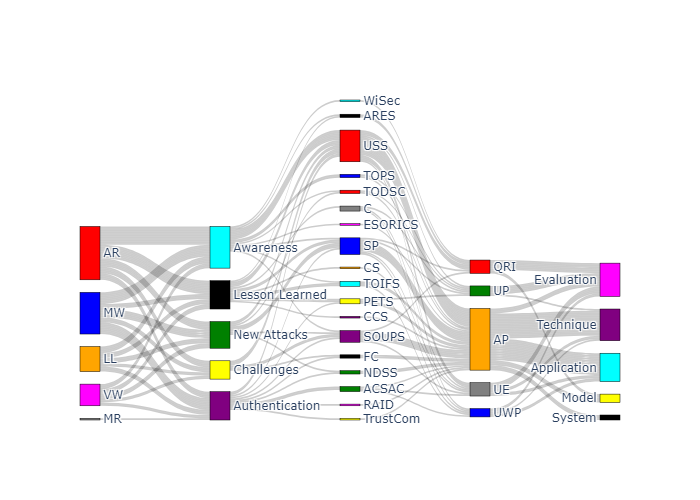 AR
MW
LL
VW
MR
Awareness
Lesson Learned
New Attacks
Challenges
Authentication
WiSec
ARES
USS
TOPS
TODSC
C
ESORICS
SP
CS
TOIFS
PETS
CCS
SOUPS
FC
NDSS
ACSAC
RAID
TrustCom
QRI
UP
AP
UE
UWP
Evaluation
Technique
Application
Model
System